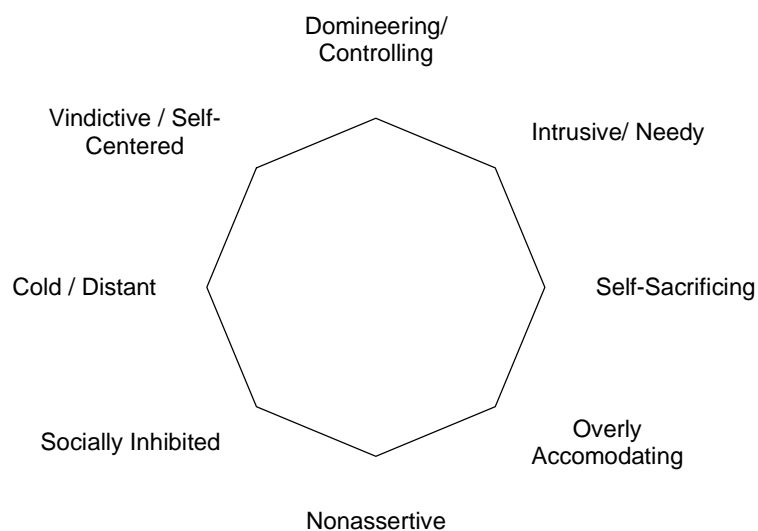 Domineering/
Controlling
Vindictive / Self-
Centered
Intrusive/ Needy
Cold / Distant
Self-Sacrificing
Socially Inhibited
Overly
Accomodating
Nonassertive